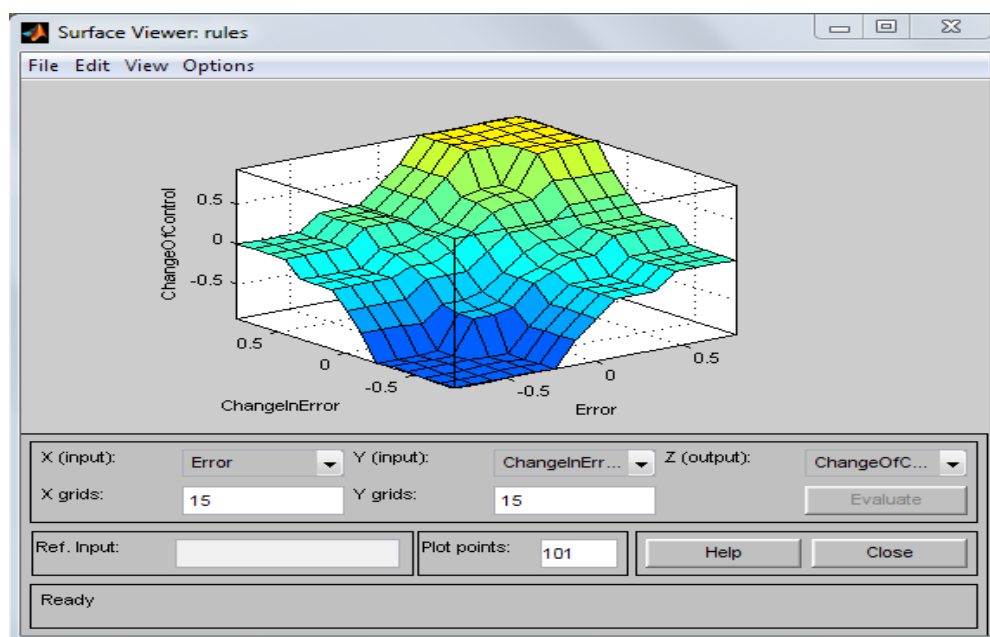 Surface Viewer: rules
File Edit View Options
ChangeOfControl
0.5
0
-0.5
0.5
0
-0.5
ChangeInError
-0.5
0
0.5
Error
X (input): Error Y (input): ChangeInErr... Z (output): ChangeOfC...
X grids: 15 Y grids: 15 Evaluate
Ref. Input: Plot points: 101 Help Close
Ready